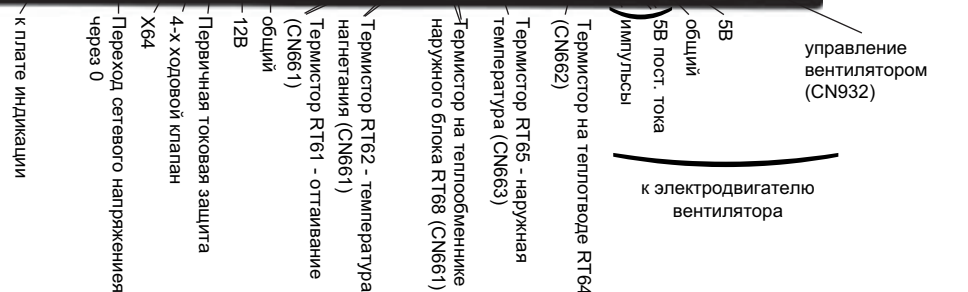 к плате индикации
Переход сетевого напряжениея
через 0
X64
4-х ходовой клапан
Первичная токовая защита
12В
общий
Термистор RT61 - оттаивание
(CN661)
Термистор RT62 - температура
нагнетания (CN661)
Термистор на теплообменнике
наружного блока RT68 (CN661)
Термистор RT65 - наружная
температура (CN663)
Термистор на теплотводе RT64
(CN662)
5В пост. тока
импульсы
общий
5В
управление
вентилятором
(CN932)
к электродвигателю
вентилятора